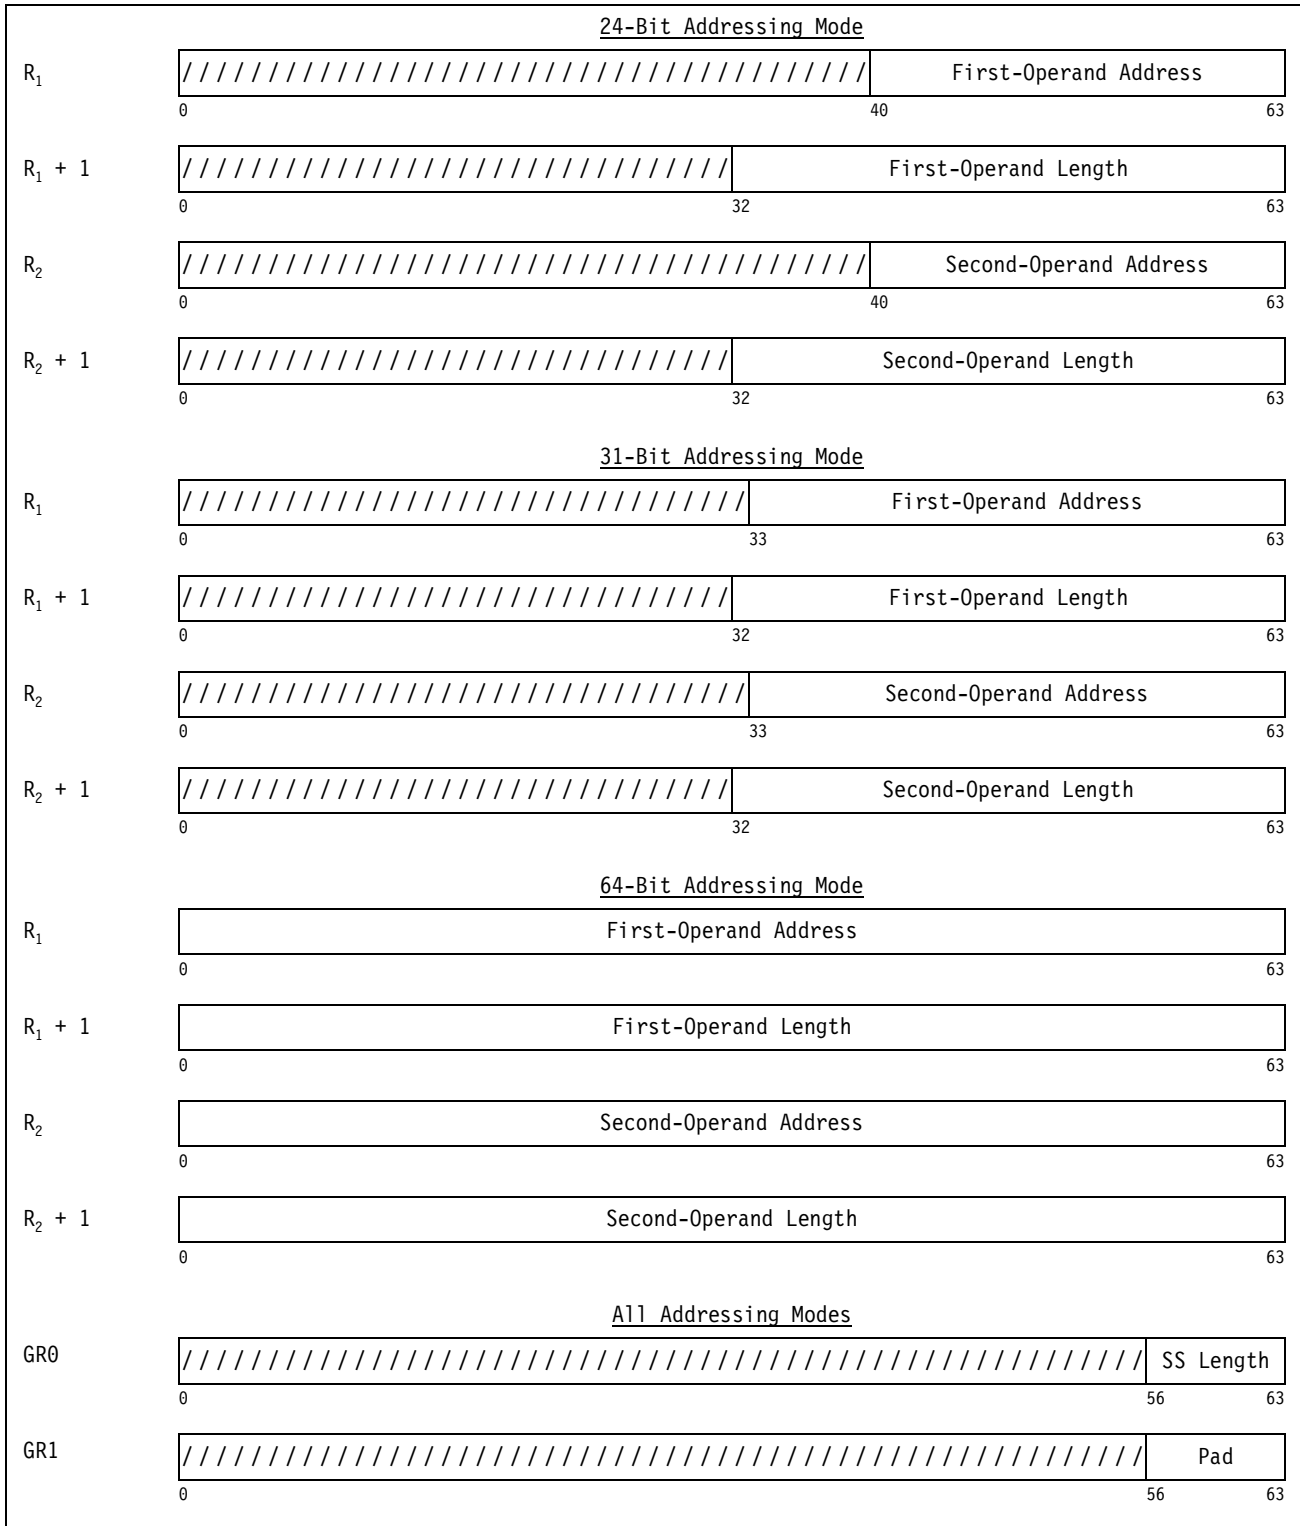 24-Bit Addressing Mode
R₁ / / / / / / / / / / / / / / / / / / / / / / / / / / / / / / / / / / / / / / / / First-Operand Address
0 40 63
R₁ + 1 / / / / / / / / / / / / / / / / / / / / / / / / / / / / / / / / First-Operand Length
0 32 63
R₂ / / / / / / / / / / / / / / / / / / / / / / / / / / / / / / / / / / / / / / / / Second-Operand Address
0 40 63
R₂ + 1 / / / / / / / / / / / / / / / / / / / / / / / / / / / / / / / / Second-Operand Length
0 32 63
31-Bit Addressing Mode
R₁ / / / / / / / / / / / / / / / / / / / / / / / / / / / / / / / / / First-Operand Address
0 33 63
R₁ + 1 / / / / / / / / / / / / / / / / / / / / / / / / / / / / / / / / First-Operand Length
0 32 63
R₂ / / / / / / / / / / / / / / / / / / / / / / / / / / / / / / / / / Second-Operand Address
0 33 63
R₂ + 1 / / / / / / / / / / / / / / / / / / / / / / / / / / / / / / / / Second-Operand Length
0 32 63
64-Bit Addressing Mode
R₁ First-Operand Address
0 63
R₁ + 1 First-Operand Length
0 63
R₂ Second-Operand Address
0 63
R₂ + 1 Second-Operand Length
0 63
All Addressing Modes
GR0 / / / / / / / / / / / / / / / / / / / / / / / / / / / / / / / / / / / / / / / / / / / / / / / / / / / / / / / / SS Length
0 56 63
GR1 / / / / / / / / / / / / / / / / / / / / / / / / / / / / / / / / / / / / / / / / / / / / / / / / / / / / / / / / Pad
0 56 63